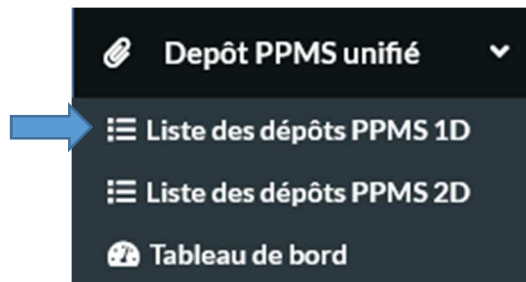 Depôt PPMS unifié
Liste des dépôts PPMS 1D
Liste des dépôts PPMS 2D
Tableau de bord